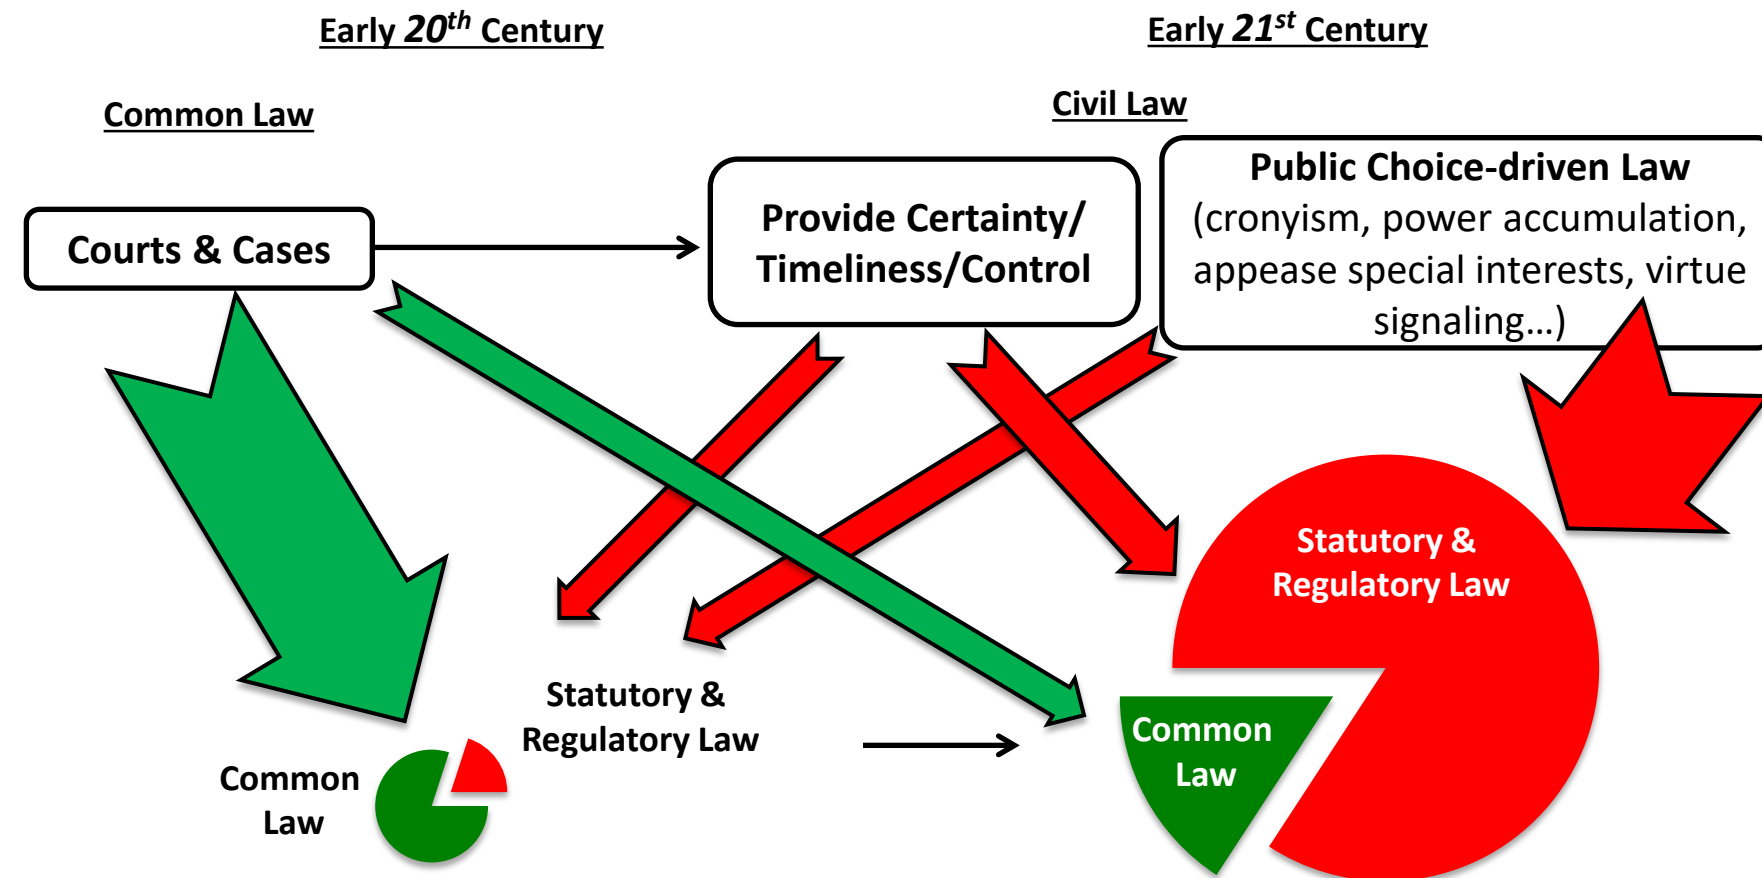 Early 20th Century
Early 21st Century
Common Law
Civil Law
Courts & Cases
Provide Certainty/
Timeliness/Control
Public Choice-driven Law
(cronyism, power accumulation,
appease special interests, virtue
signaling...)
Statutory &
Regulatory Law
Common
Law
Statutory &
Regulatory Law
Common
Law